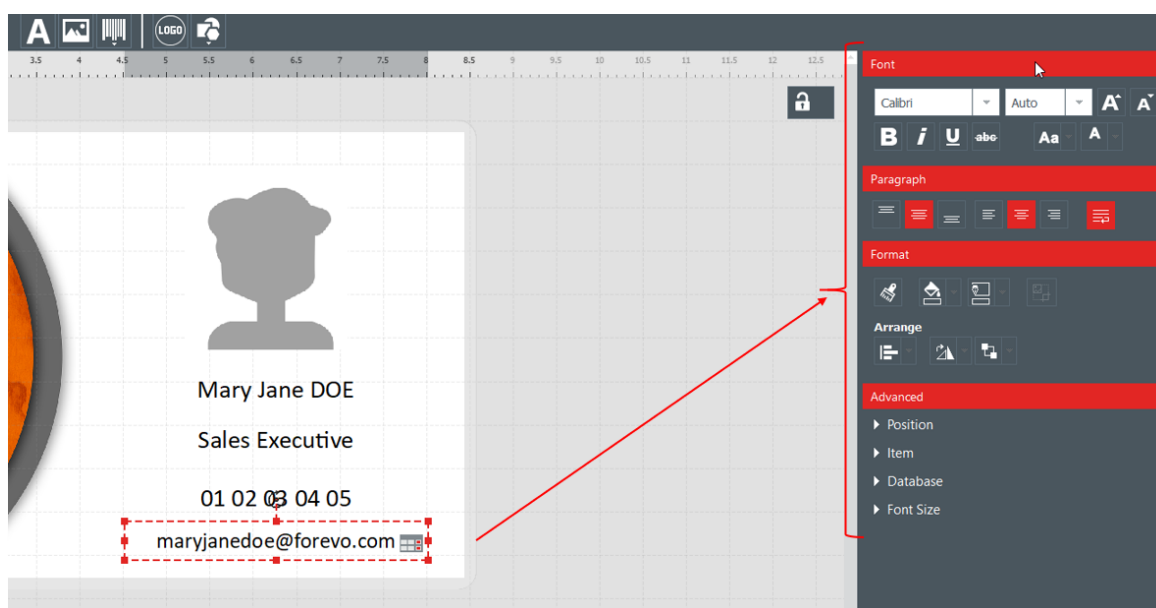 A LOGO
3.5 4 4.5 5 5.5 6 6.5 7 7.5 8 8.5 9 9.5 10 10.5 11 11.5 12 12.5
Font
Calibri Auto A A
B i U abc Aa A
Paragraph
Format
Arrange
Advanced
Position
Item
Database
Font Size
Mary Jane DOE
Sales Executive
01 02 03 04 05
maryjanedoe@forevo.com